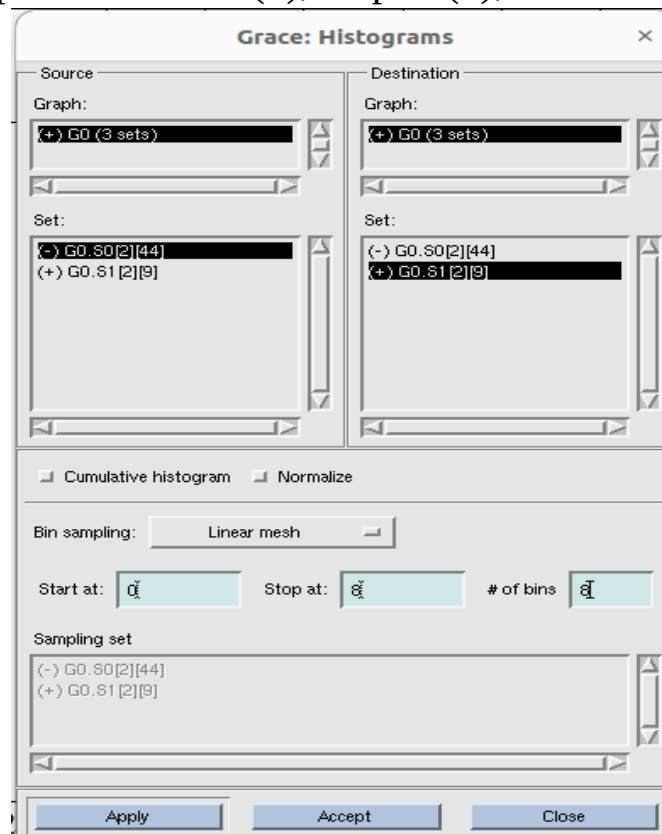 Grace: Histograms
Source
Destination
Graph:
Graph:
(+) G0 (3 sets)
(+) G0 (3 sets)
Set:
Set:
(-) G0.S0[2][44]
(+) G0.S1[2][9]
(-) G0.S0[2][44]
(+) G0.S1[2][9]
Cumulative histogram Normalize
Bin sampling: Linear mesh
Start at: 0 Stop at: 8 # of bins 8
Sampling set
(-) G0.S0[2][44]
(+) G0.S1[2][9]
Apply Accept Close